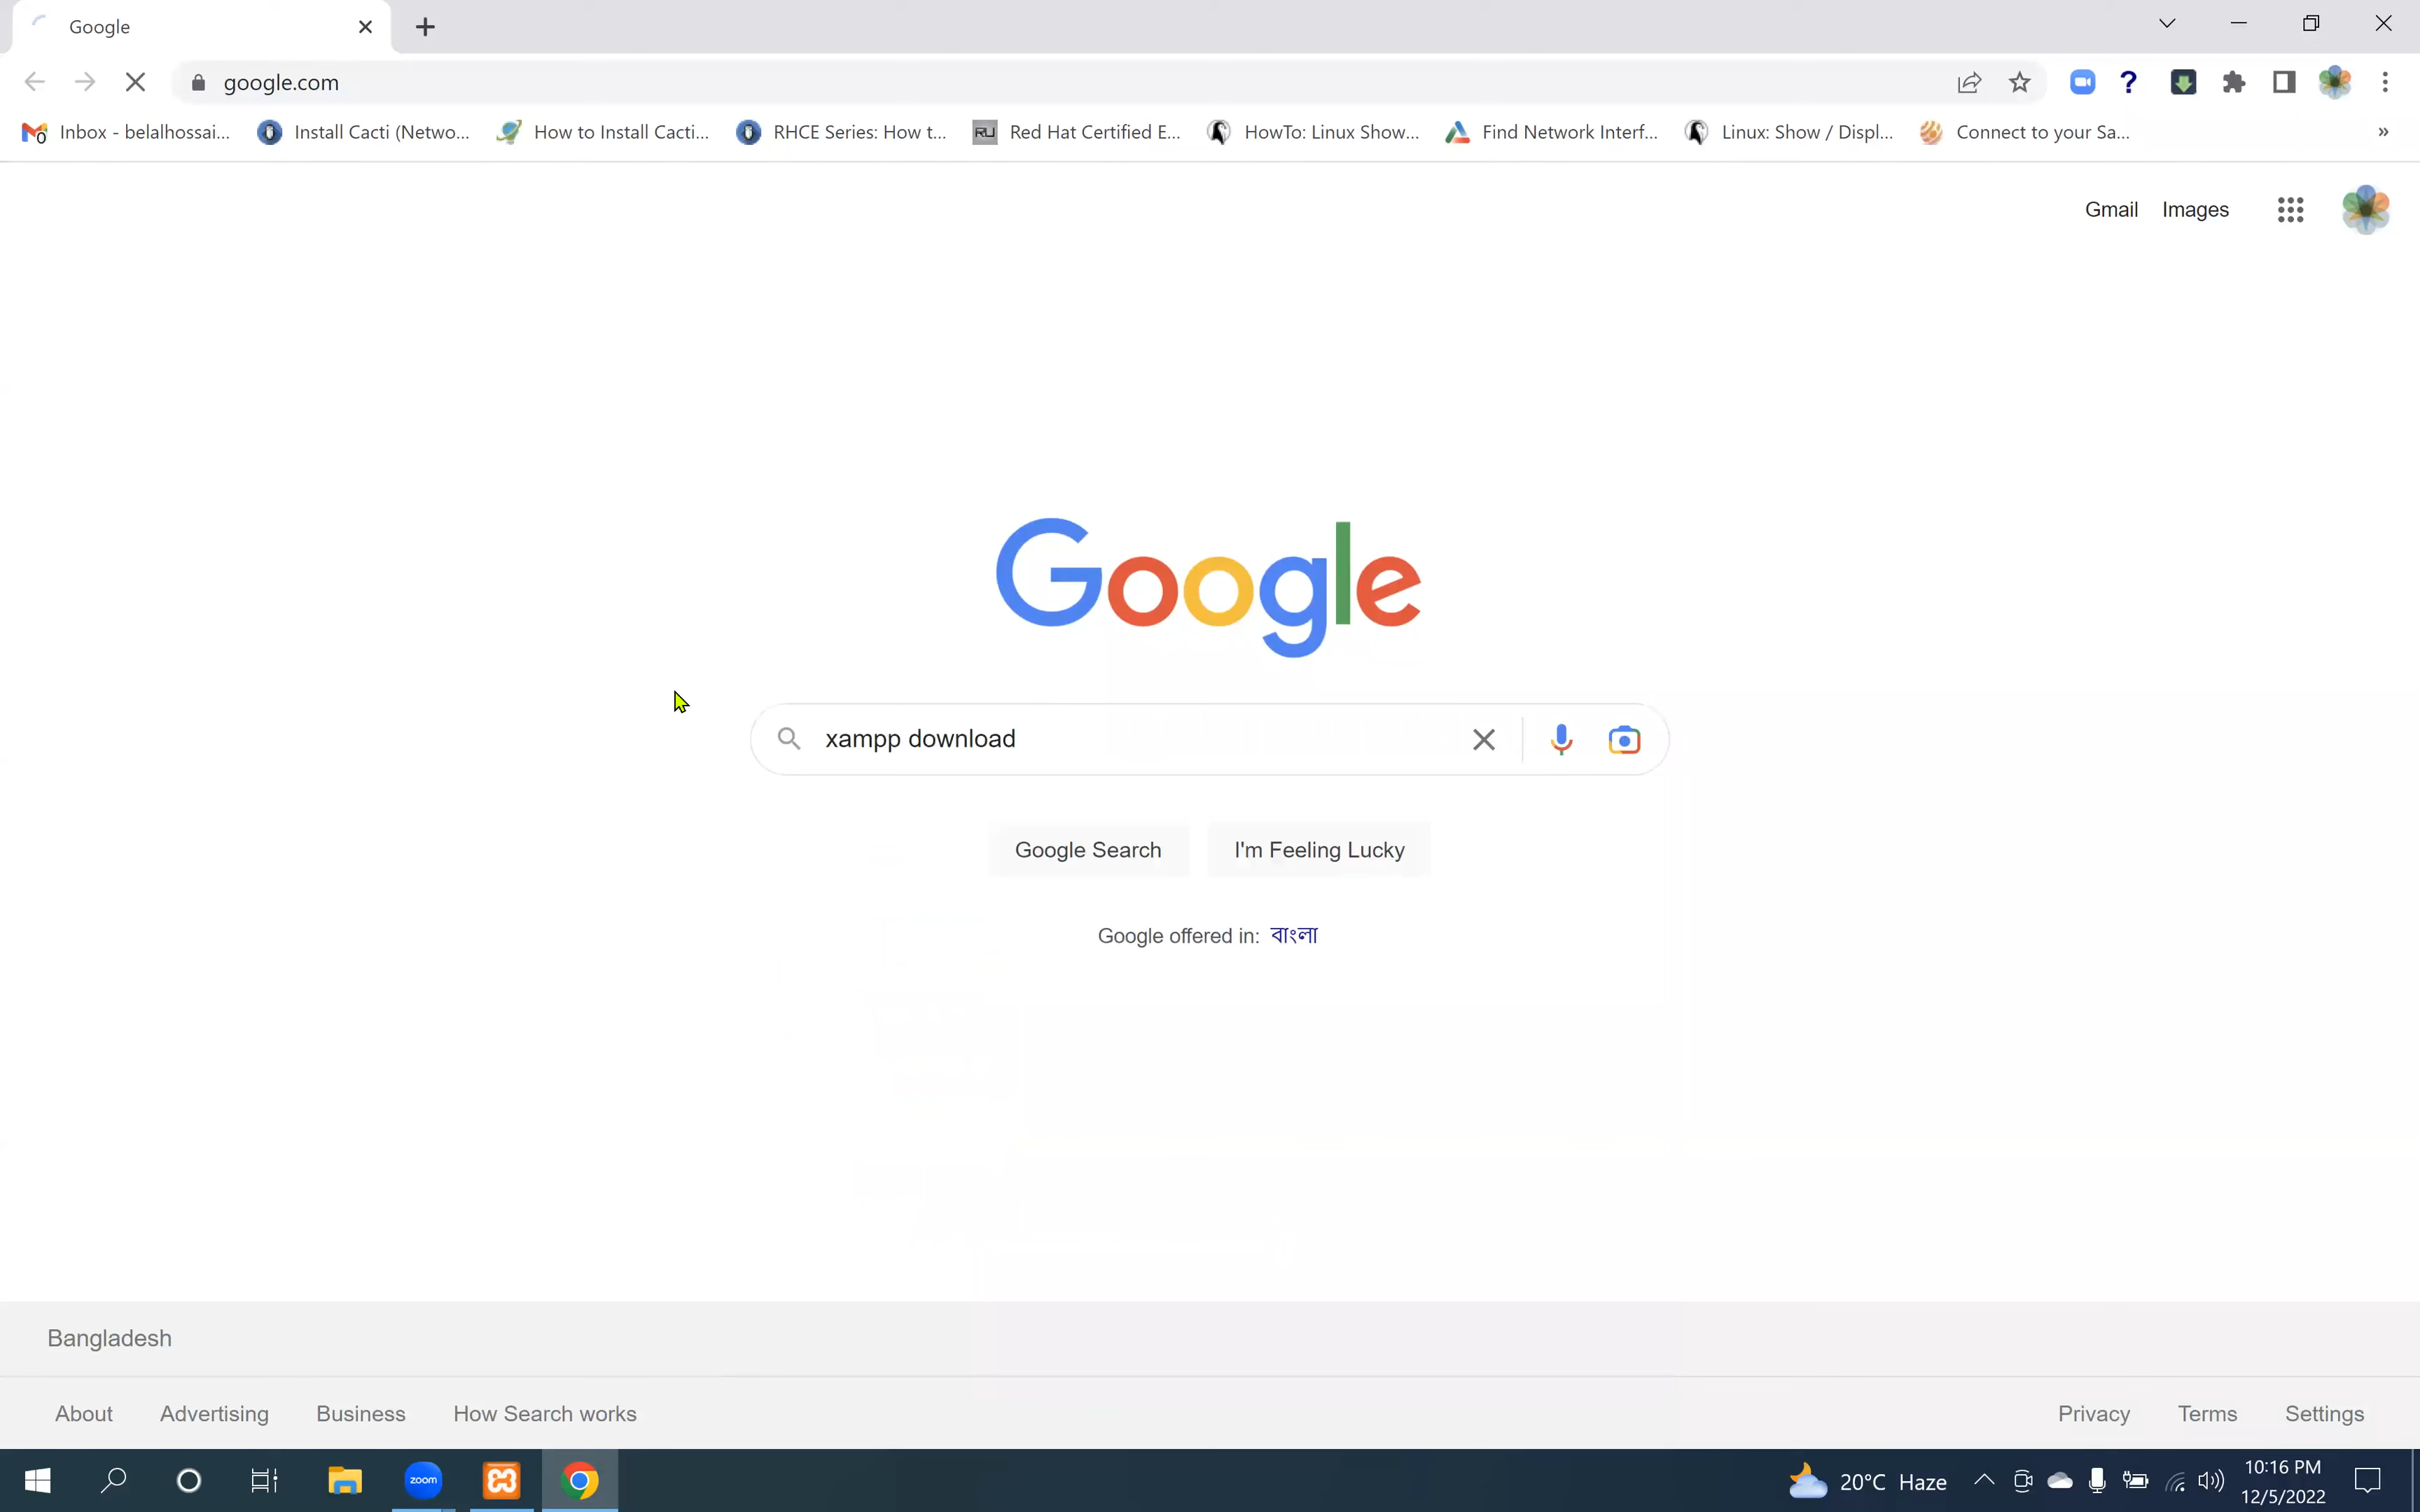 Google
google.com
Inbox - belalhossai... Install Cacti (Netwo... How to Install Cacti... RHCE Series: How t... RU Red Hat Certified E... HowTo: Linux Show... Find Network Interf... Linux: Show / Displ... Connect to your Sa... »
Gmail Images
Google
xampp download
Google Search I'm Feeling Lucky
Google offered in: বাংলা
Bangladesh
About Advertising Business How Search works Privacy Terms Settings
zoom 20°C Haze 10:16 PM
12/5/2022